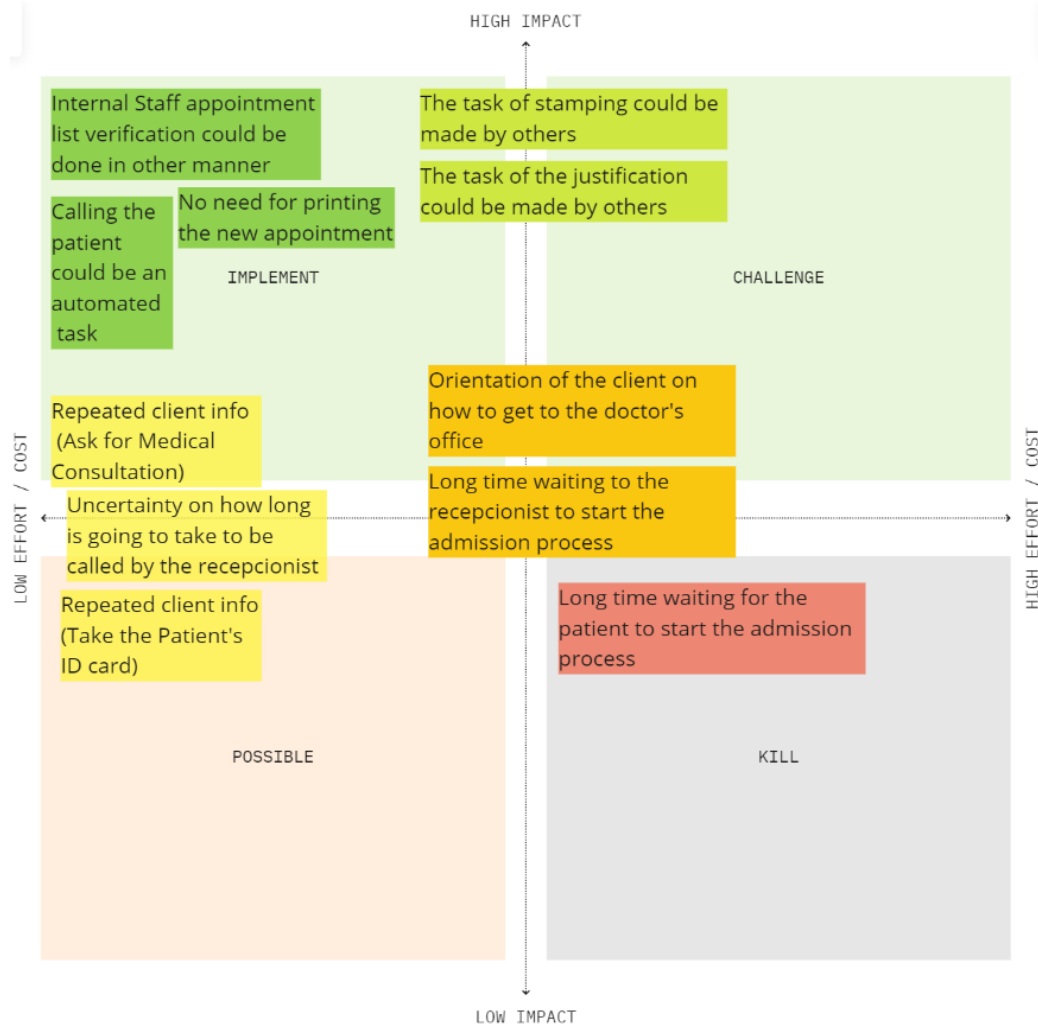 HIGH IMPACT
Internal Staff appointment
list verification could be
done in other manner
The task of stamping could be
made by others
The task of the justification
could be made by others
Calling the
patient
could be an
automated
task
No need for printing
the new appointment
IMPLEMENT
CHALLENGE
Orientation of the client on
how to get to the doctor's
office
Repeated client info
(Ask for Medical
Consultation)
Long time waiting to the
recepcionist to start the
admission process
Uncertainty on how long
is going to take to be
called by the recepcionist
LOW EFFORT / COST
HIGH EFFORT / COST
Repeated client info
(Take the Patient's
ID card)
Long time waiting for the
patient to start the admission
process
POSSIBLE
KILL
LOW IMPACT